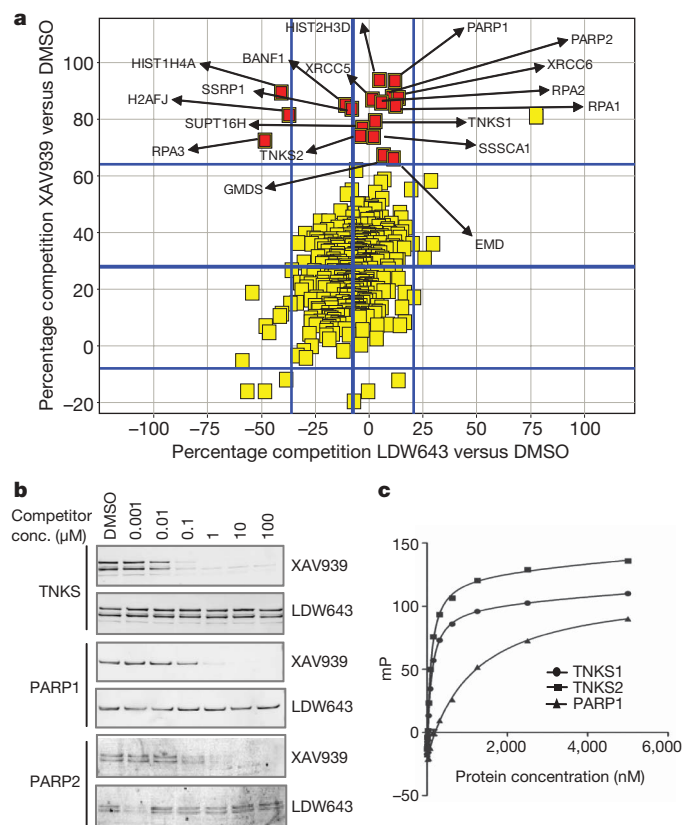 a
HIST2H3D
PARP1
HIST1H4A
BANF1
XRCC5
PARP2
SSRP1
XRCC6
H2AFJ
RPA2
SUPT16H
RPA1
RPA3
TNKS2
TNKS1
SSSCA1
GMDS
EMD
Percentage competition XAV939 versus DMSO
100
80
60
40
20
0
−20
−100
−75
−50
−25
0
25
50
75
100
Percentage competition LDW643 versus DMSO
b
Competitor
conc. (μM)
DMSO
0.001
0.01
0.1
1
10
100
TNKS
XAV939
LDW643
PARP1
XAV939
LDW643
PARP2
XAV939
LDW643
c
mP
150
100
50
0
−50
2,000
4,000
6,000
TNKS1
TNKS2
PARP1
Protein concentration (nM)